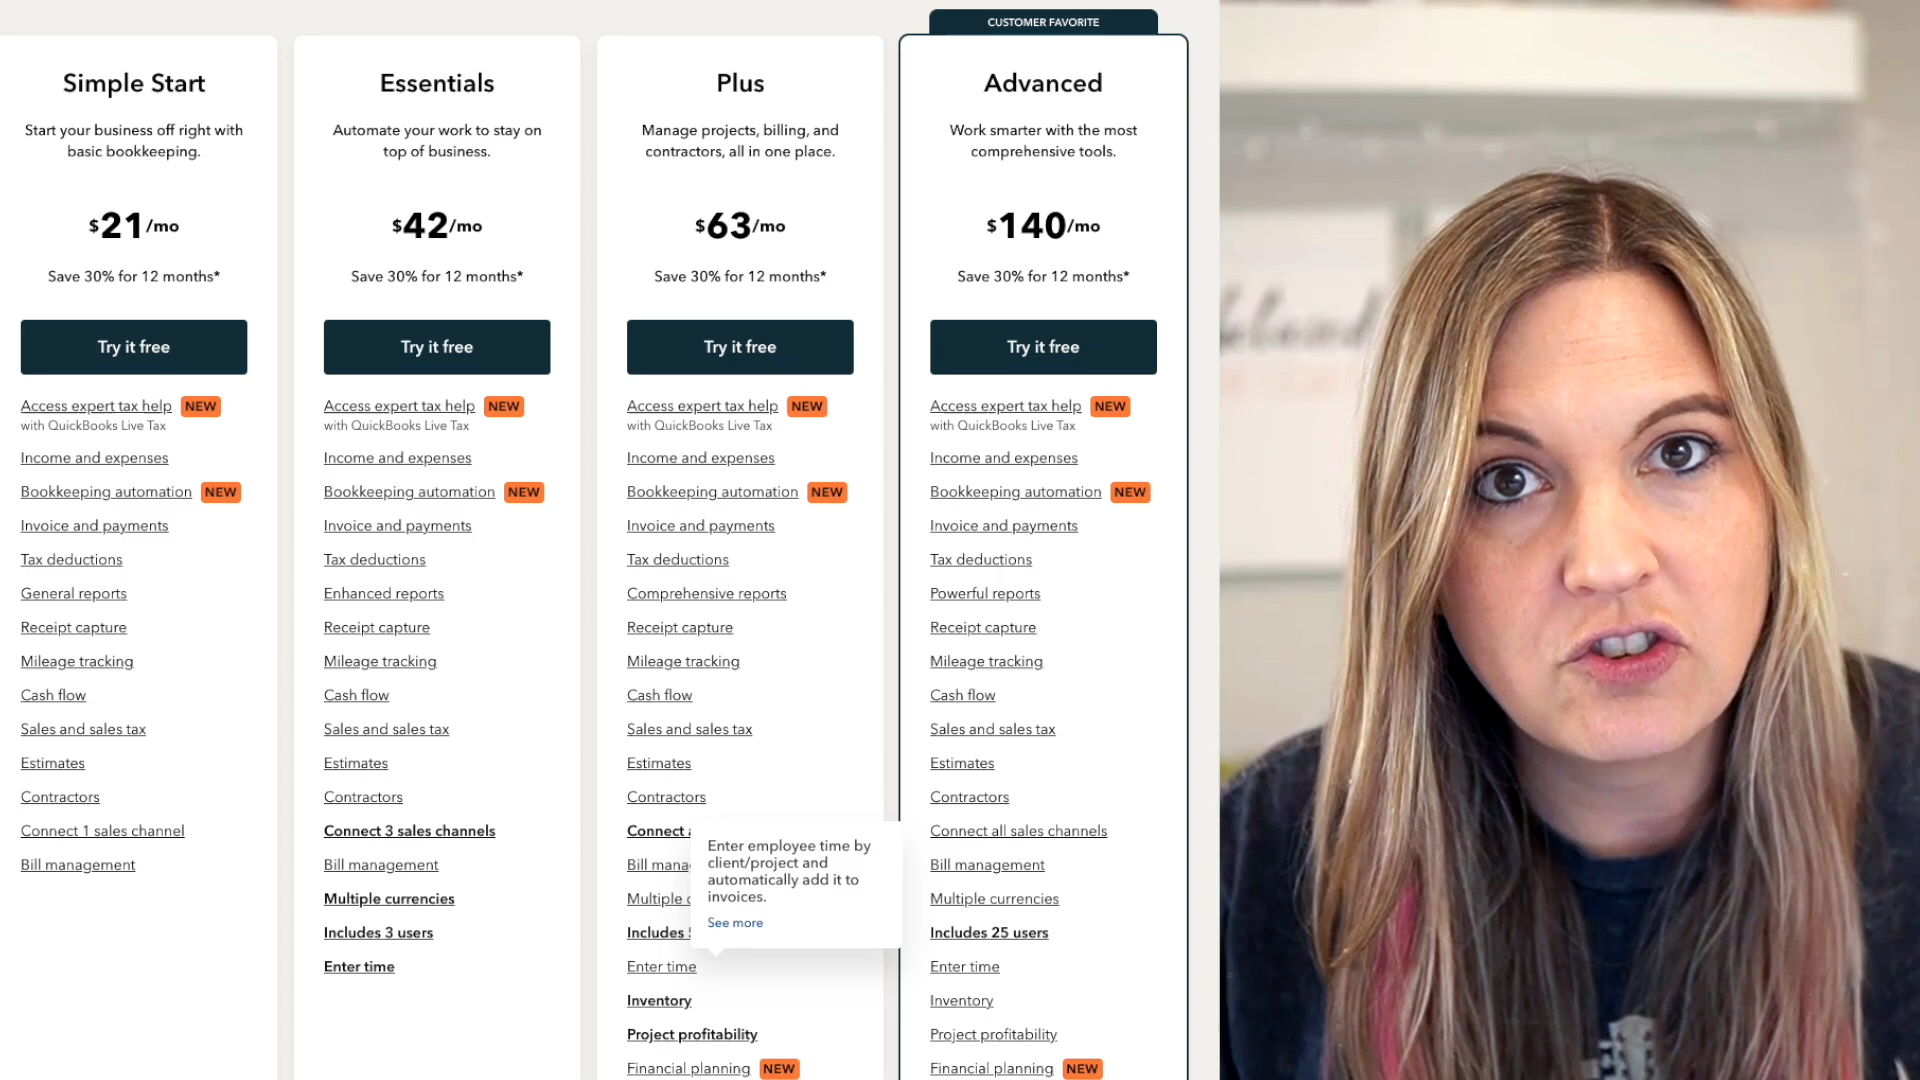 CUSTOMER FAVORITE
Simple Start
Start your business off right with
basic bookkeeping.
$21/mo
Save 30% for 12 months*
Try it free
Access expert tax help NEW
with QuickBooks Live Tax
Income and expenses
Bookkeeping automation NEW
Invoice and payments
Tax deductions
General reports
Receipt capture
Mileage tracking
Cash flow
Sales and sales tax
Estimates
Contractors
Connect 1 sales channel
Bill management
Essentials
Automate your work to stay on
top of business.
$42/mo
Save 30% for 12 months*
Try it free
Access expert tax help NEW
with QuickBooks Live Tax
Income and expenses
Bookkeeping automation NEW
Invoice and payments
Tax deductions
Enhanced reports
Receipt capture
Mileage tracking
Cash flow
Sales and sales tax
Estimates
Contractors
Connect 3 sales channels
Bill management
Multiple currencies
Includes 3 users
Enter time
Plus
Manage projects, billing, and
contractors, all in one place.
$63/mo
Save 30% for 12 months*
Try it free
Access expert tax help NEW
with QuickBooks Live Tax
Income and expenses
Bookkeeping automation NEW
Invoice and payments
Tax deductions
Comprehensive reports
Receipt capture
Mileage tracking
Cash flow
Sales and sales tax
Estimates
Contractors
Connect
Bill
Multiple
Includes
Enter employee time by
client/project and
automatically add it to
invoices.
See more
Enter time
Inventory
Project profitability
Financial planning NEW
Advanced
Work smarter with the most
comprehensive tools.
$140/mo
Save 30% for 12 months*
Try it free
Access expert tax help NEW
with QuickBooks Live Tax
Income and expenses
Bookkeeping automation NEW
Invoice and payments
Tax deductions
Powerful reports
Receipt capture
Mileage tracking
Cash flow
Sales and sales tax
Estimates
Contractors
Connect all sales channels
Bill management
Multiple currencies
Includes 25 users
Enter time
Inventory
Project profitability
Financial planning NEW